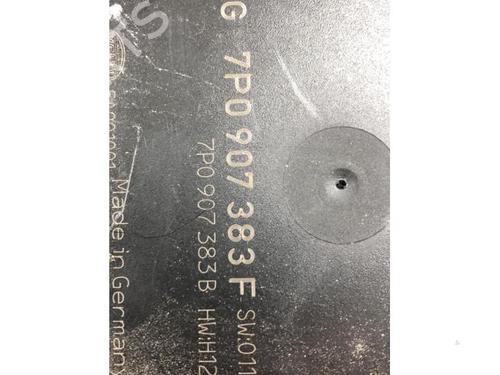 G 7P0 907 383 F SW:011
7P0 907 383 B HW:H12
Made in Germany